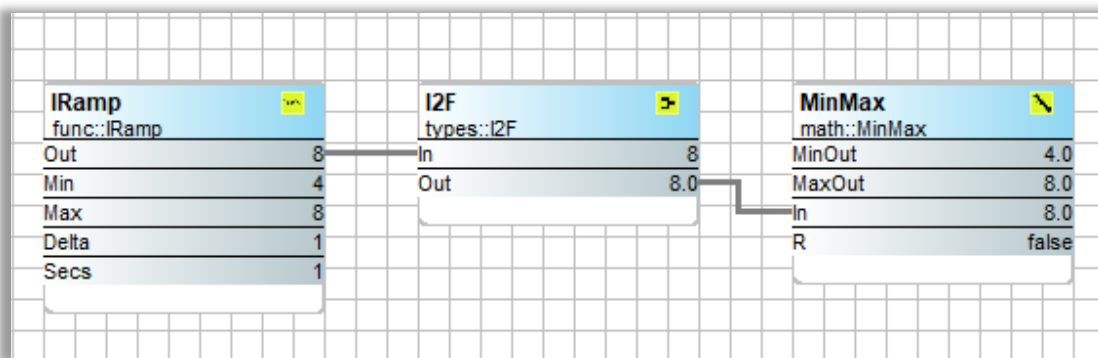 IRamp
func::IRamp
Out 8
Min 4
Max 8
Delta 1
Secs 1
I2F
types::I2F
In 8
Out 8.0
MinMax
math::MinMax
MinOut 4.0
MaxOut 8.0
In 8.0
R false